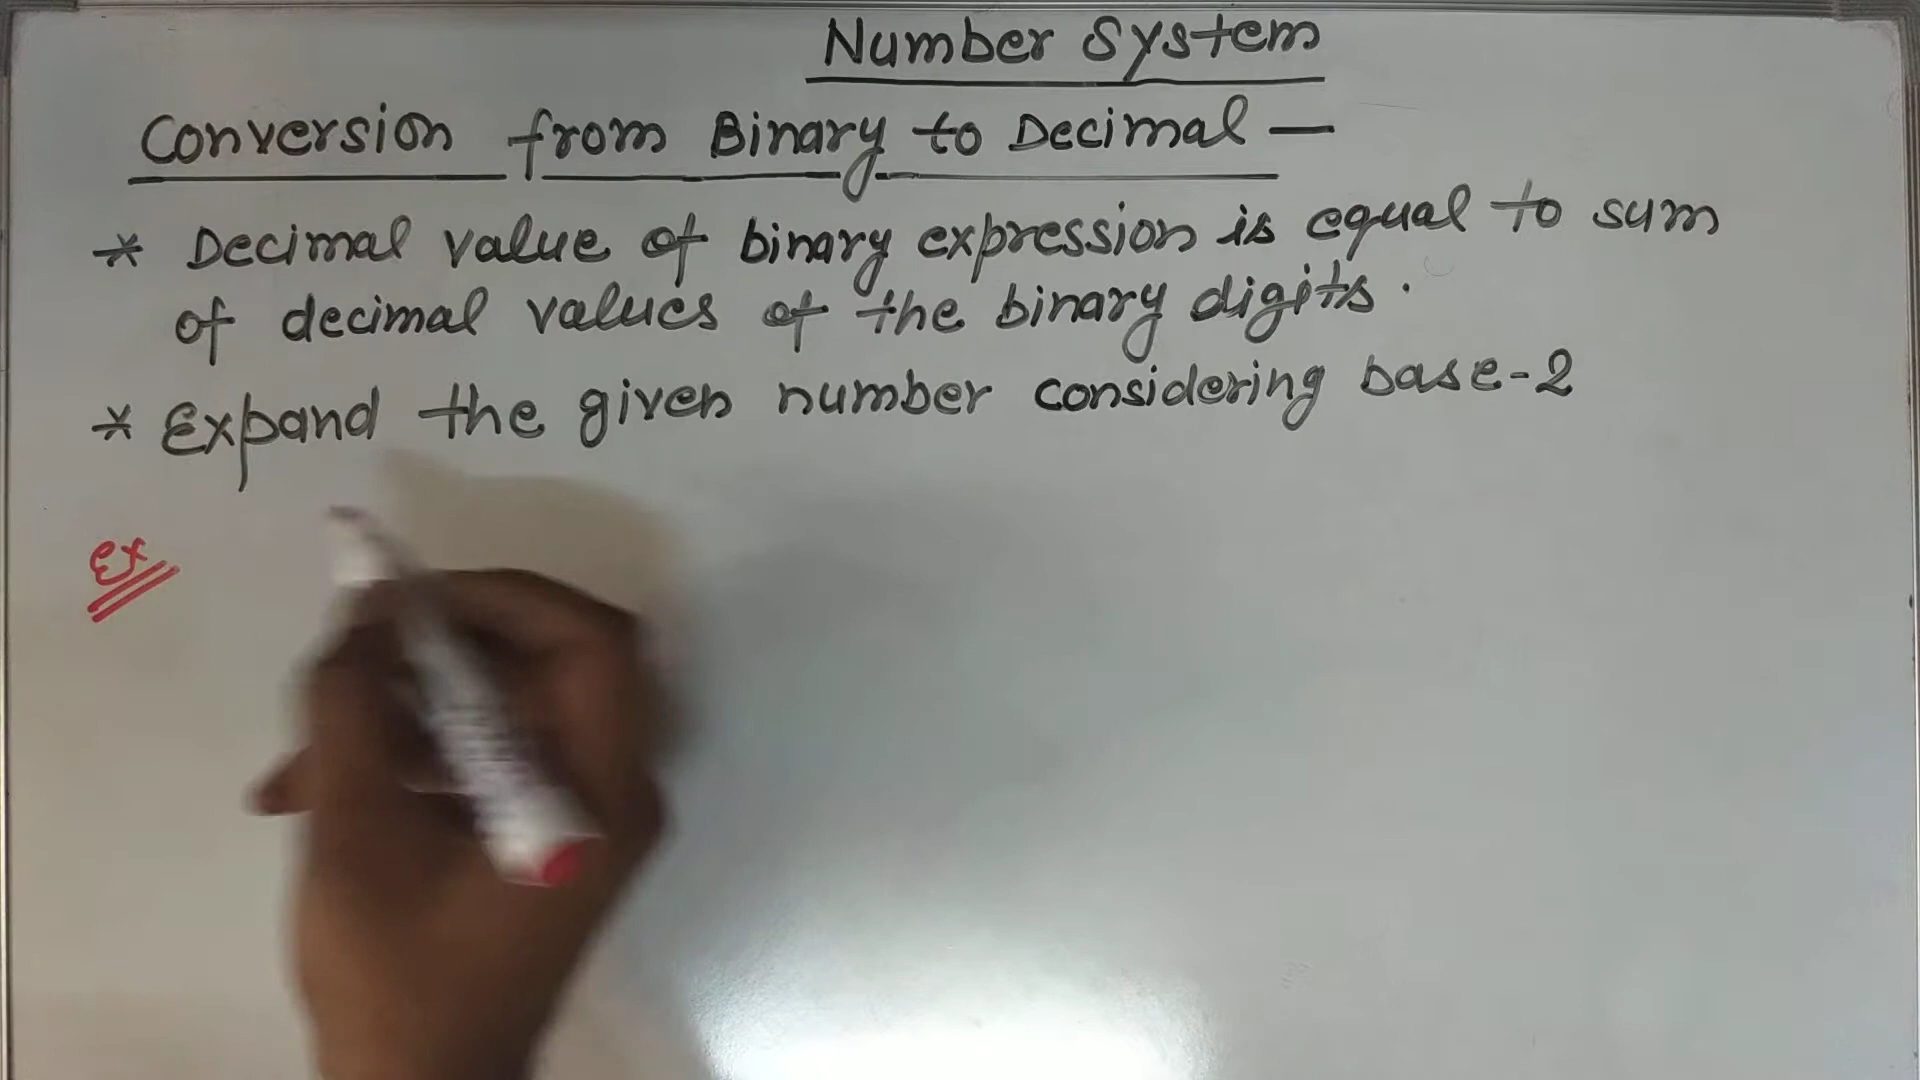 Number System
Conversion from Binary to Decimal —
* Decimal value of binary expression is equal to sum
of decimal values of the binary digits.
* Expand the given number considering base-2
Ex